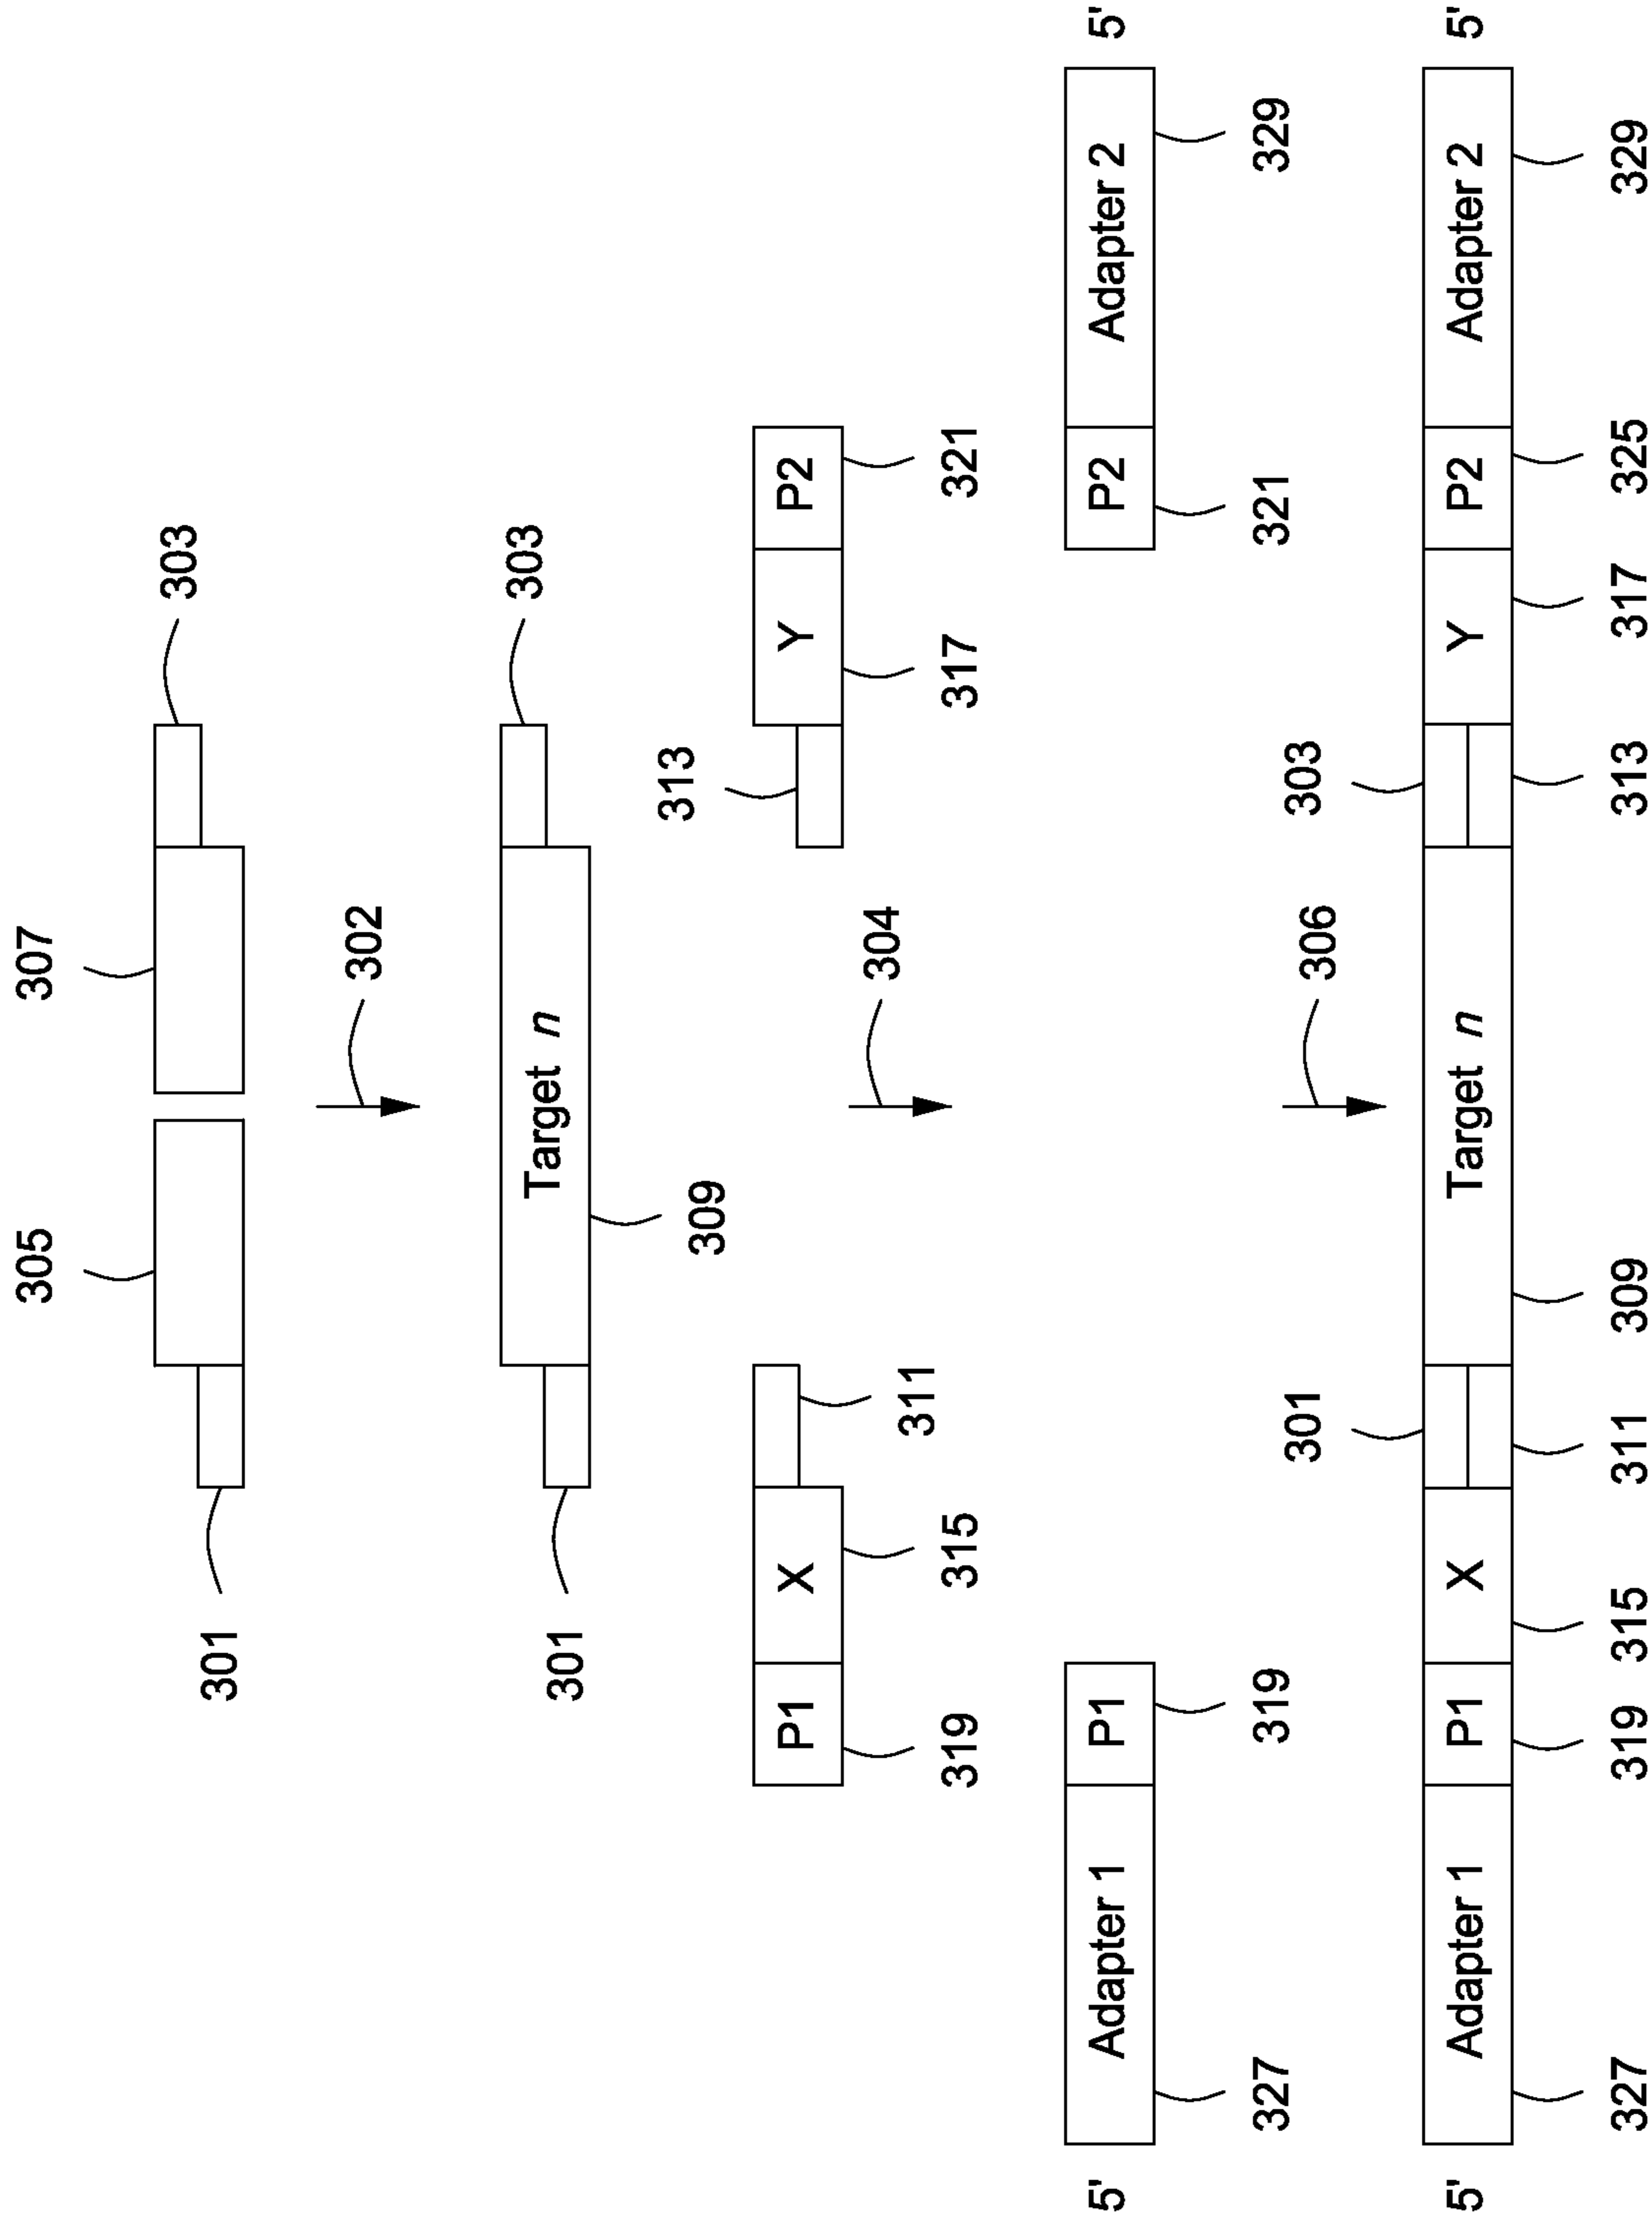 305 307
303
301
302
303
301 Target n
313
309
P1 X Y P2
304
311
319 315 317 321
5' Adapter 1 P1 P2 Adapter 2 5'
327 319 321 329
301 306 303
5' Adapter 1 P1 X Target n Y P2 Adapter 2 5'
327 319 315 311 309 313 317 325 329